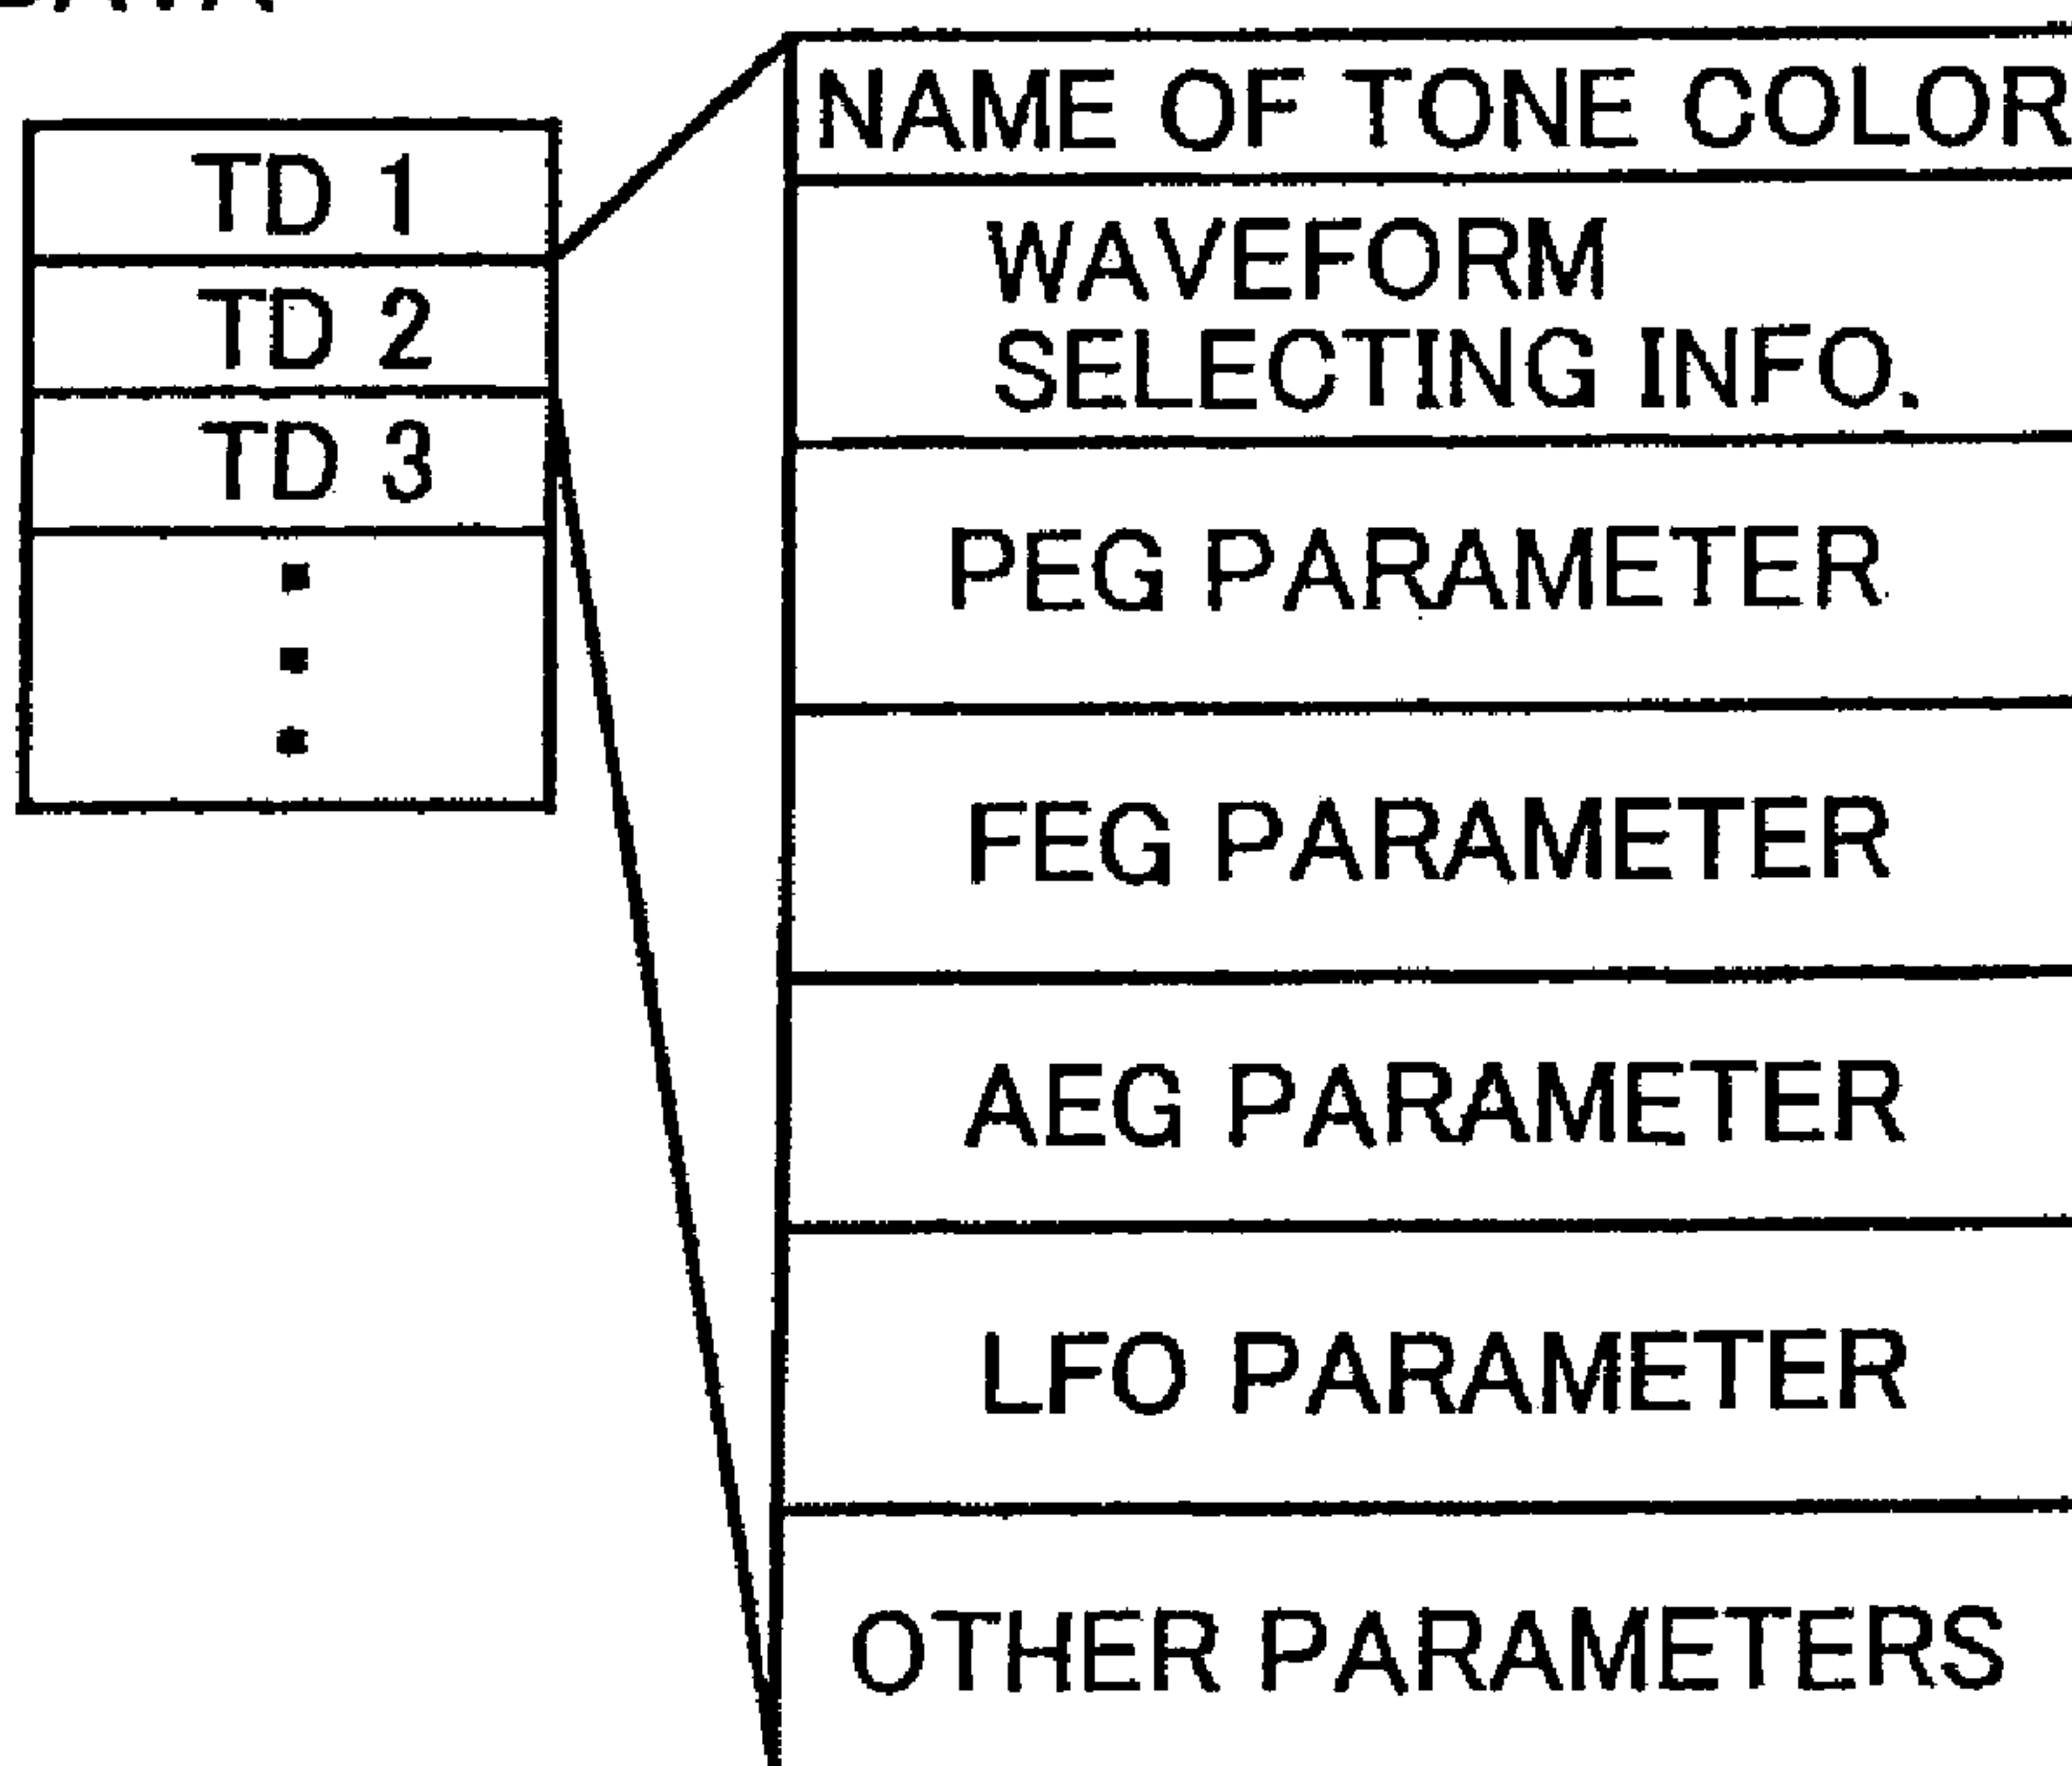 TD 1
TD 2
TD 3
NAME OF TONE COLOR
WAVEFORM
SELECTING INFO.
PEG PARAMETER
FEG PARAMETER
AEG PARAMETER
LFO PARAMETER
OTHER PARAMETERS